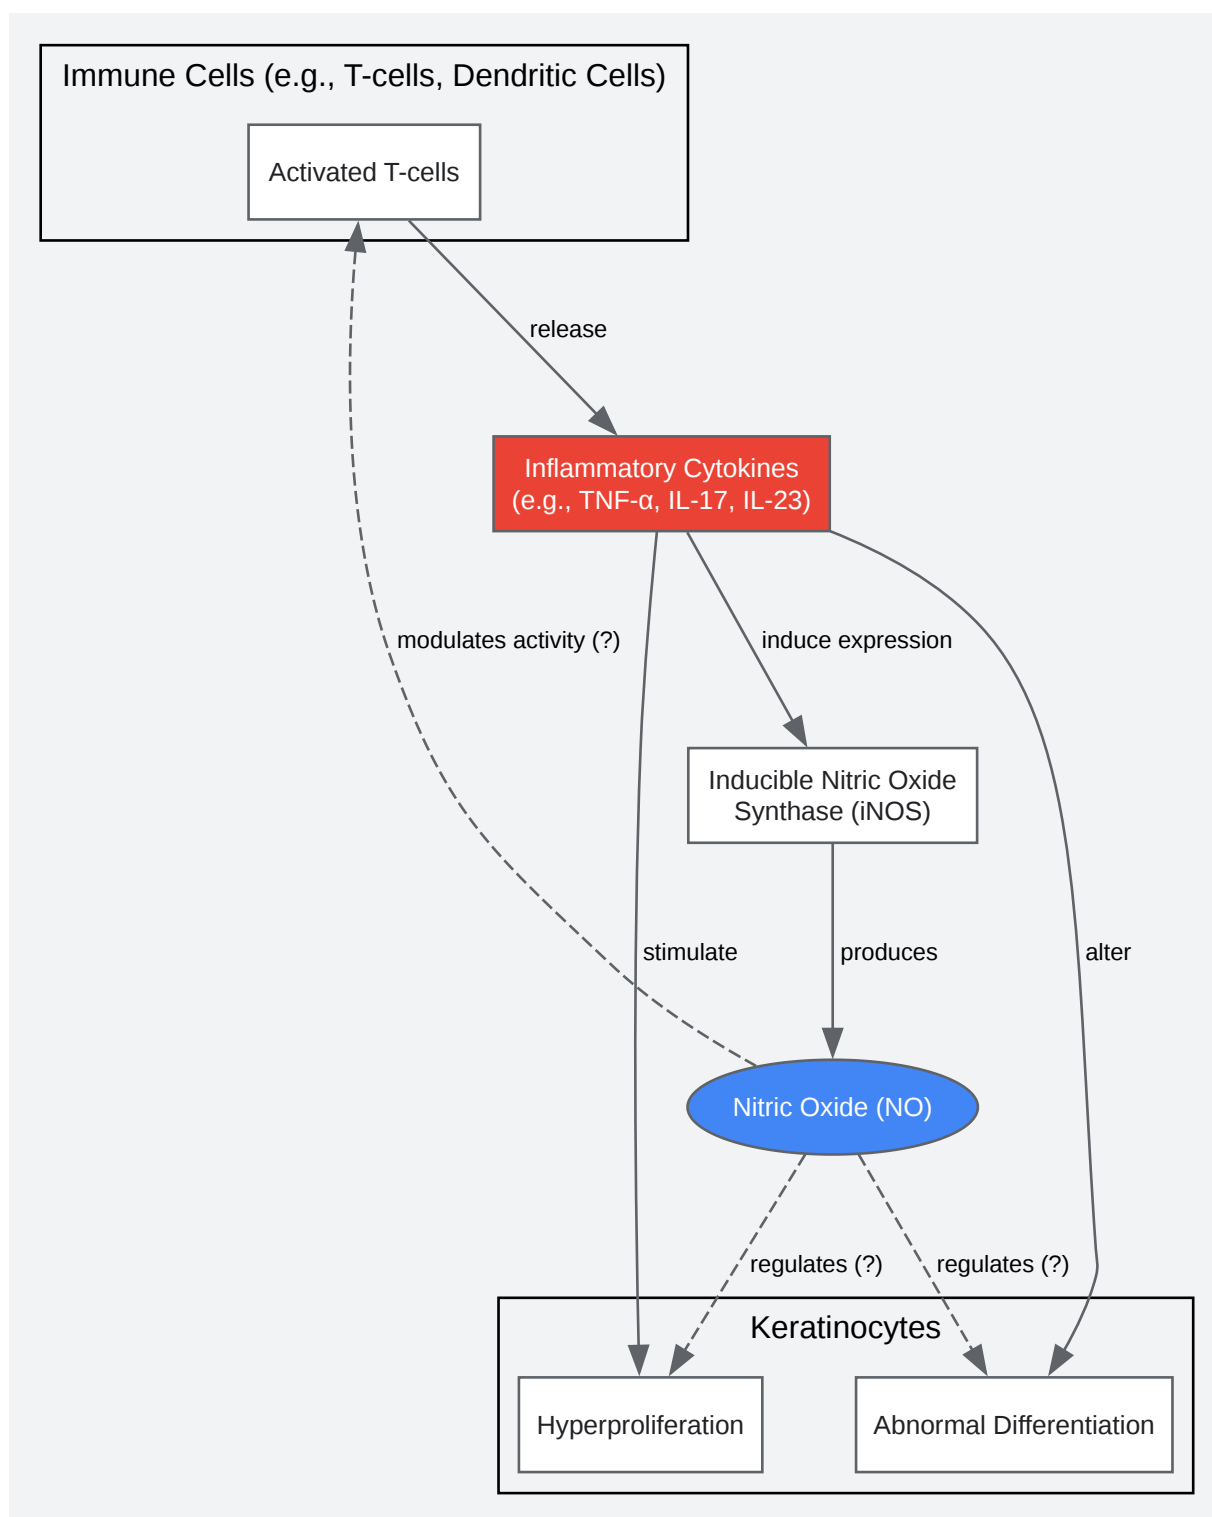 Immune Cells (e.g., T-cells, Dendritic Cells)
Activated T-cells
release
Inflammatory Cytokines
(e.g., TNF-α, IL-17, IL-23)
modulates activity (?)
induce expression
Inducible Nitric Oxide
Synthase (iNOS)
stimulate
produces
alter
Nitric Oxide (NO)
regulates (?)
regulates (?)
Keratinocytes
Hyperproliferation
Abnormal Differentiation